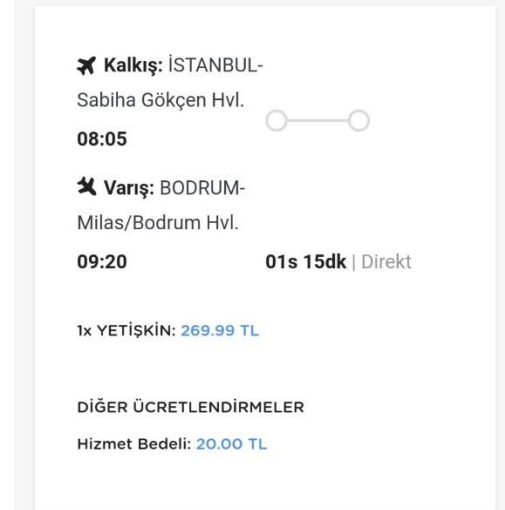 Kalkış: İSTANBUL-
Sabiha Gökçen Hvl.
08:05
Varış: BODRUM-
Milas/Bodrum Hvl.
09:20
01s 15dk | Direkt
1x YETİŞKİN: 269.99 TL
DİĞER ÜCRETLENDİRMELER
Hizmet Bedeli: 20.00 TL